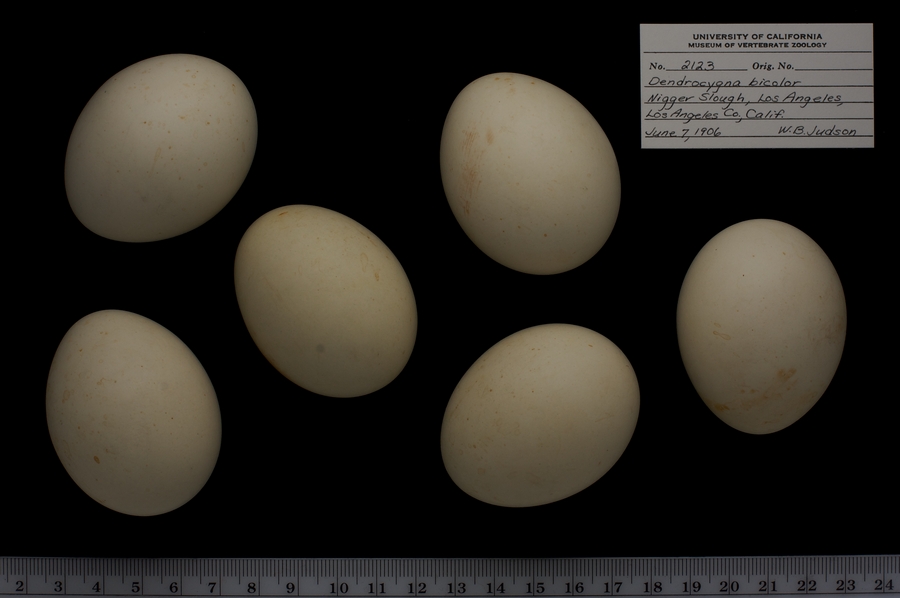 UNIVERSITY OF CALIFORNIA
MUSEUM OF VERTEBRATE ZOOLOGY
No. 2123 Orig. No.
Dendrocygna bicolor
Nigger Slough, Los Angeles,
Los Angeles Co, Calif.
June 7, 1906 W.B. Judson
2 3 4 5 6 7 8 9 10 11 12 13 14 15 16 17 18 19 20 21 22 23 24